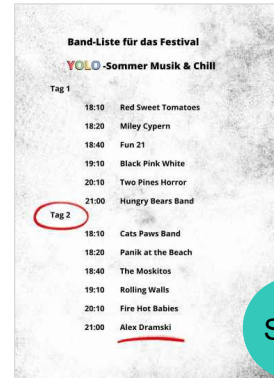 Band-Liste für das Festival
YOLO-Sommer Musik & Chill
Tag 1
18:10 Red Sweet Tomatoes
18:20 Miley Cypern
18:40 Fun 21
19:10 Black Pink White
20:10 Two Pines Horror
21:00 Hungry Bears Band
Tag 2
18:10 Cats Paws Band
18:20 Panik at the Beach
18:40 The Moskitos
19:10 Rolling Walls
20:10 Fire Hot Babies
21:00 Alex Dramski
S